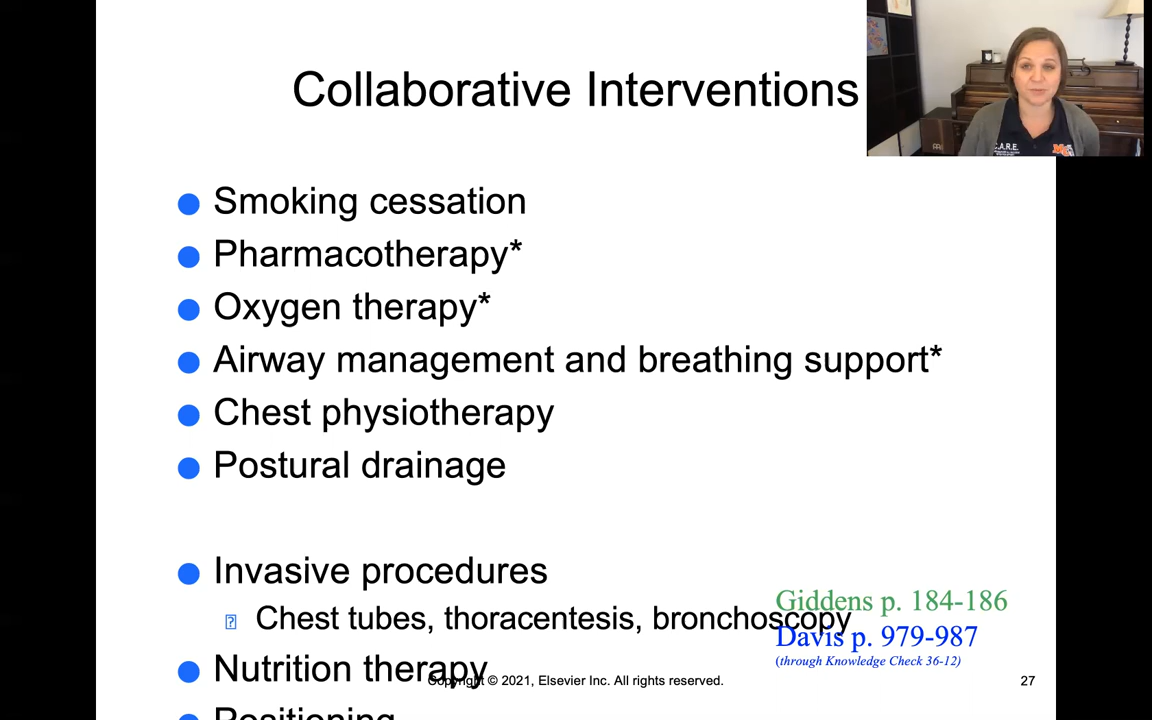 Collaborative Interventions
C.A.R.E.
Smoking cessation
Pharmacotherapy*
Oxygen therapy*
Airway management and breathing support*
Chest physiotherapy
Postural drainage
Invasive procedures
Chest tubes, thoracentesis, bronchoscopy
Giddens p. 184-186
Davis p. 979-987
(through Knowledge Check 36-12)
Nutrition therapy
Copyright © 2021, Elsevier Inc. All rights reserved.
27
Positioning